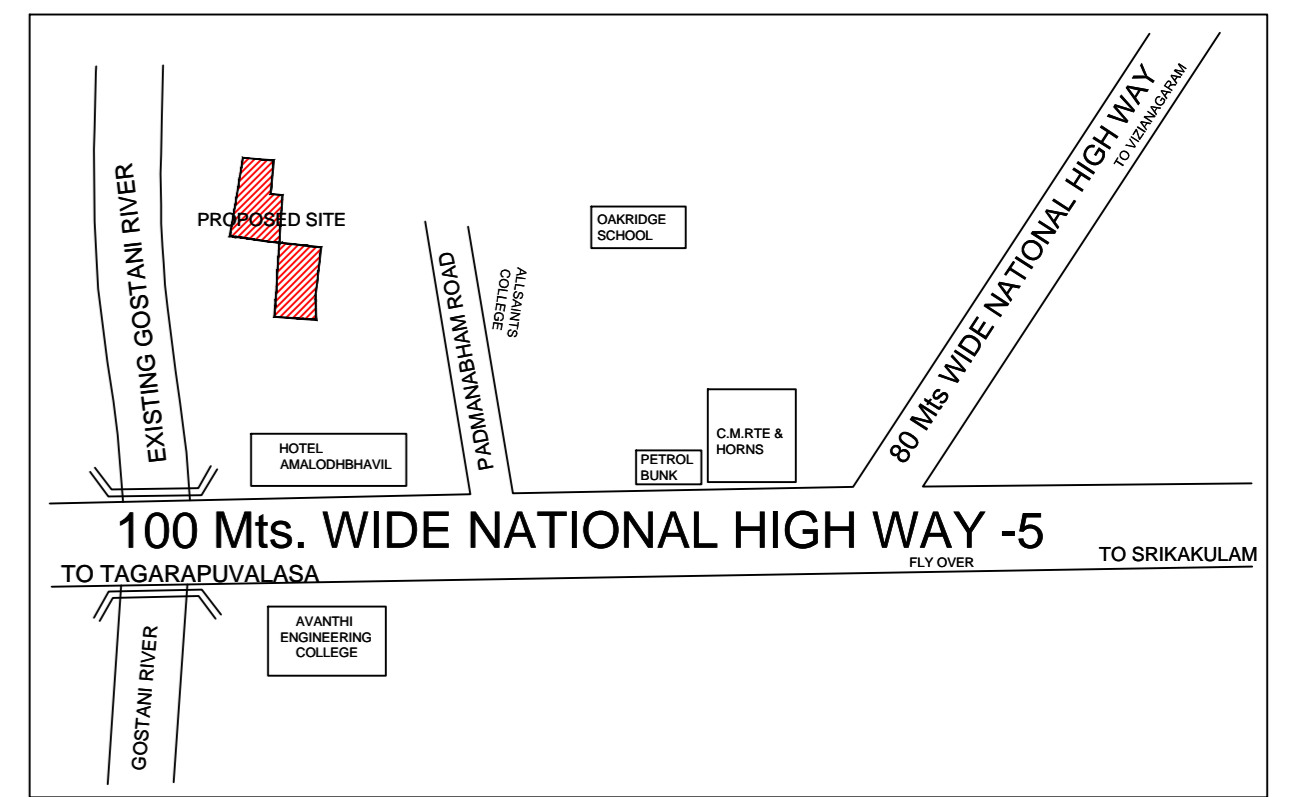 EXISTING GOSTANI RIVER
PROPOSED SITE
PADMANABHAM ROAD
ALLSAINTS
COLLEGE
OAKRIDGE
SCHOOL
80 Mts WIDE NATIONAL HIGH WAY
TO VIZIANAGARAM
HOTEL
AMALODHBHAVIL
PETROL
BUNK
C.M.RTE &
HORNS
100 Mts. WIDE NATIONAL HIGH WAY -5
FLY OVER
TO SRIKAKULAM
TO TAGARAPUVALASA
AVANTHI
ENGINEERING
COLLEGE
GOSTANI RIVER